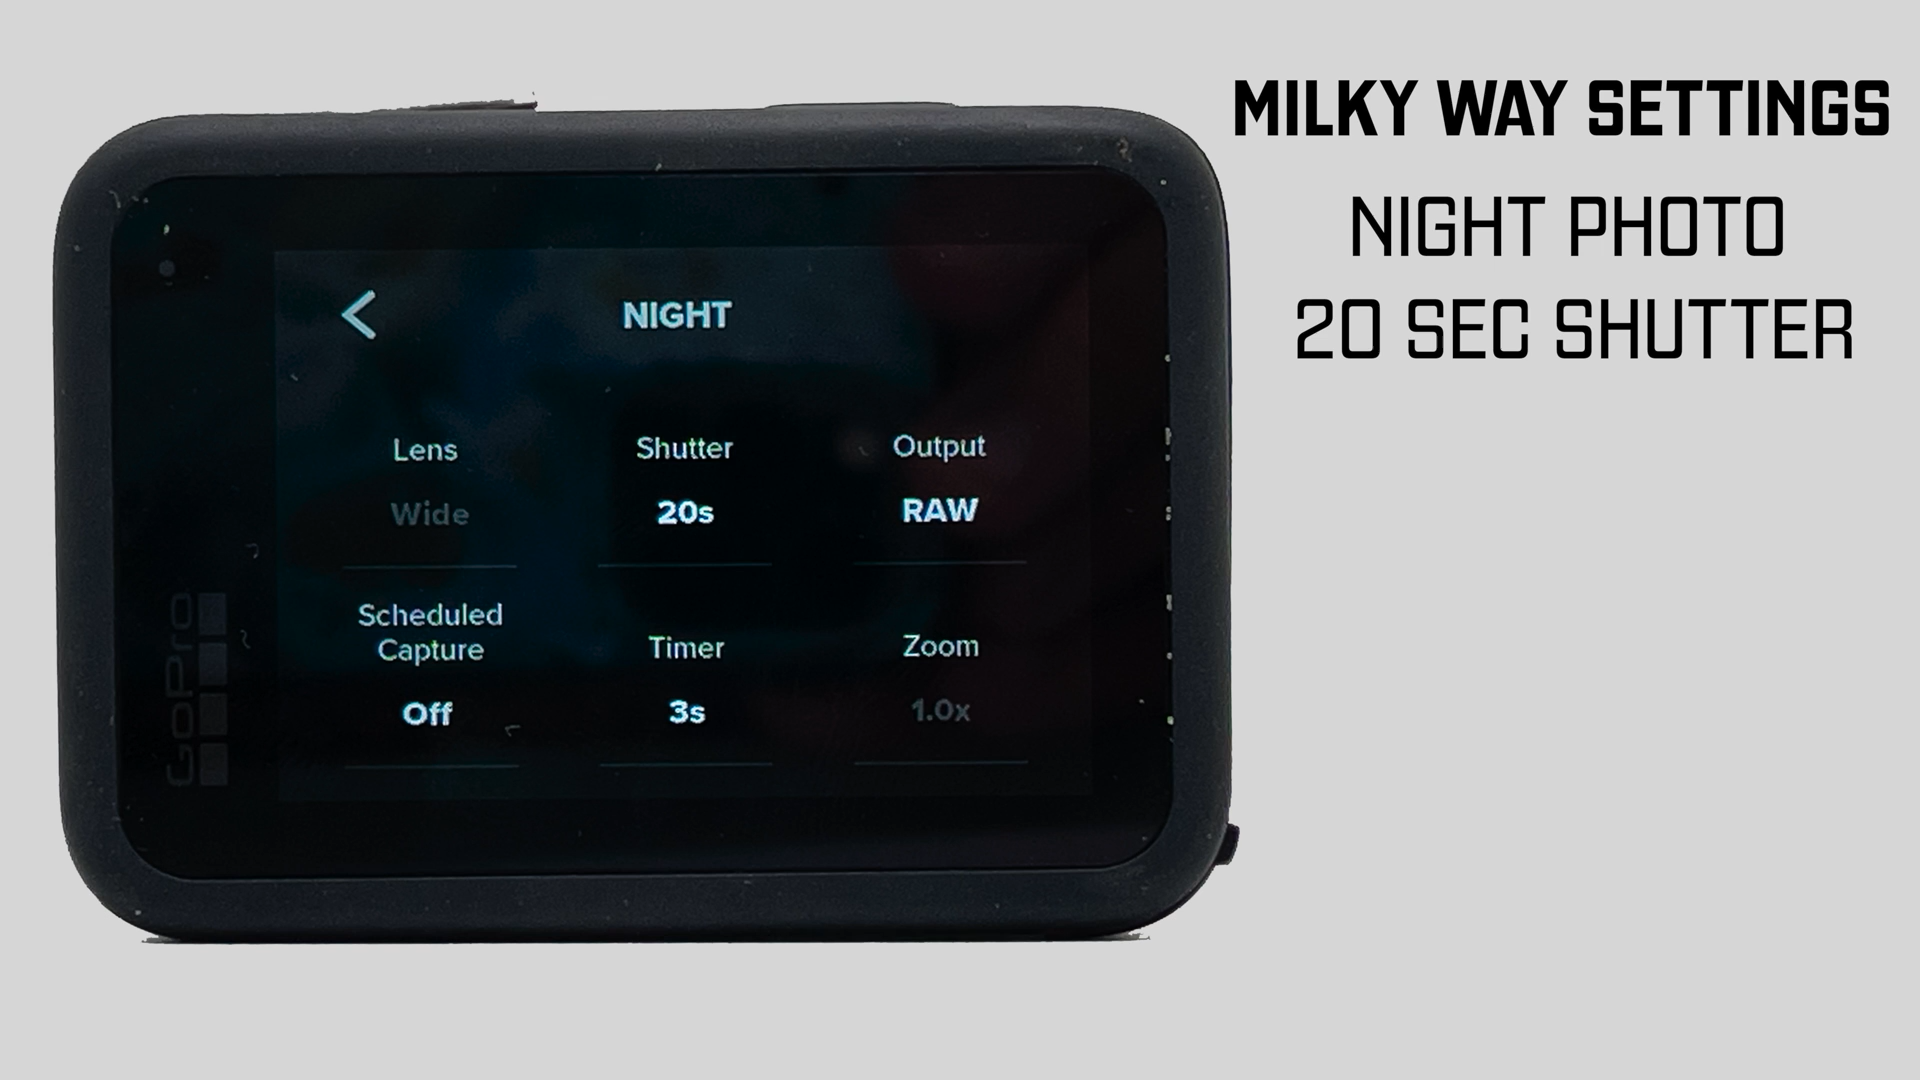 MILKY WAY SETTINGS
NIGHT PHOTO
20 SEC SHUTTER
NIGHT
Lens
Shutter
Output
Wide
20s
RAW
Scheduled
Capture
Timer
Zoom
Off
3s
1.0x
GoPro